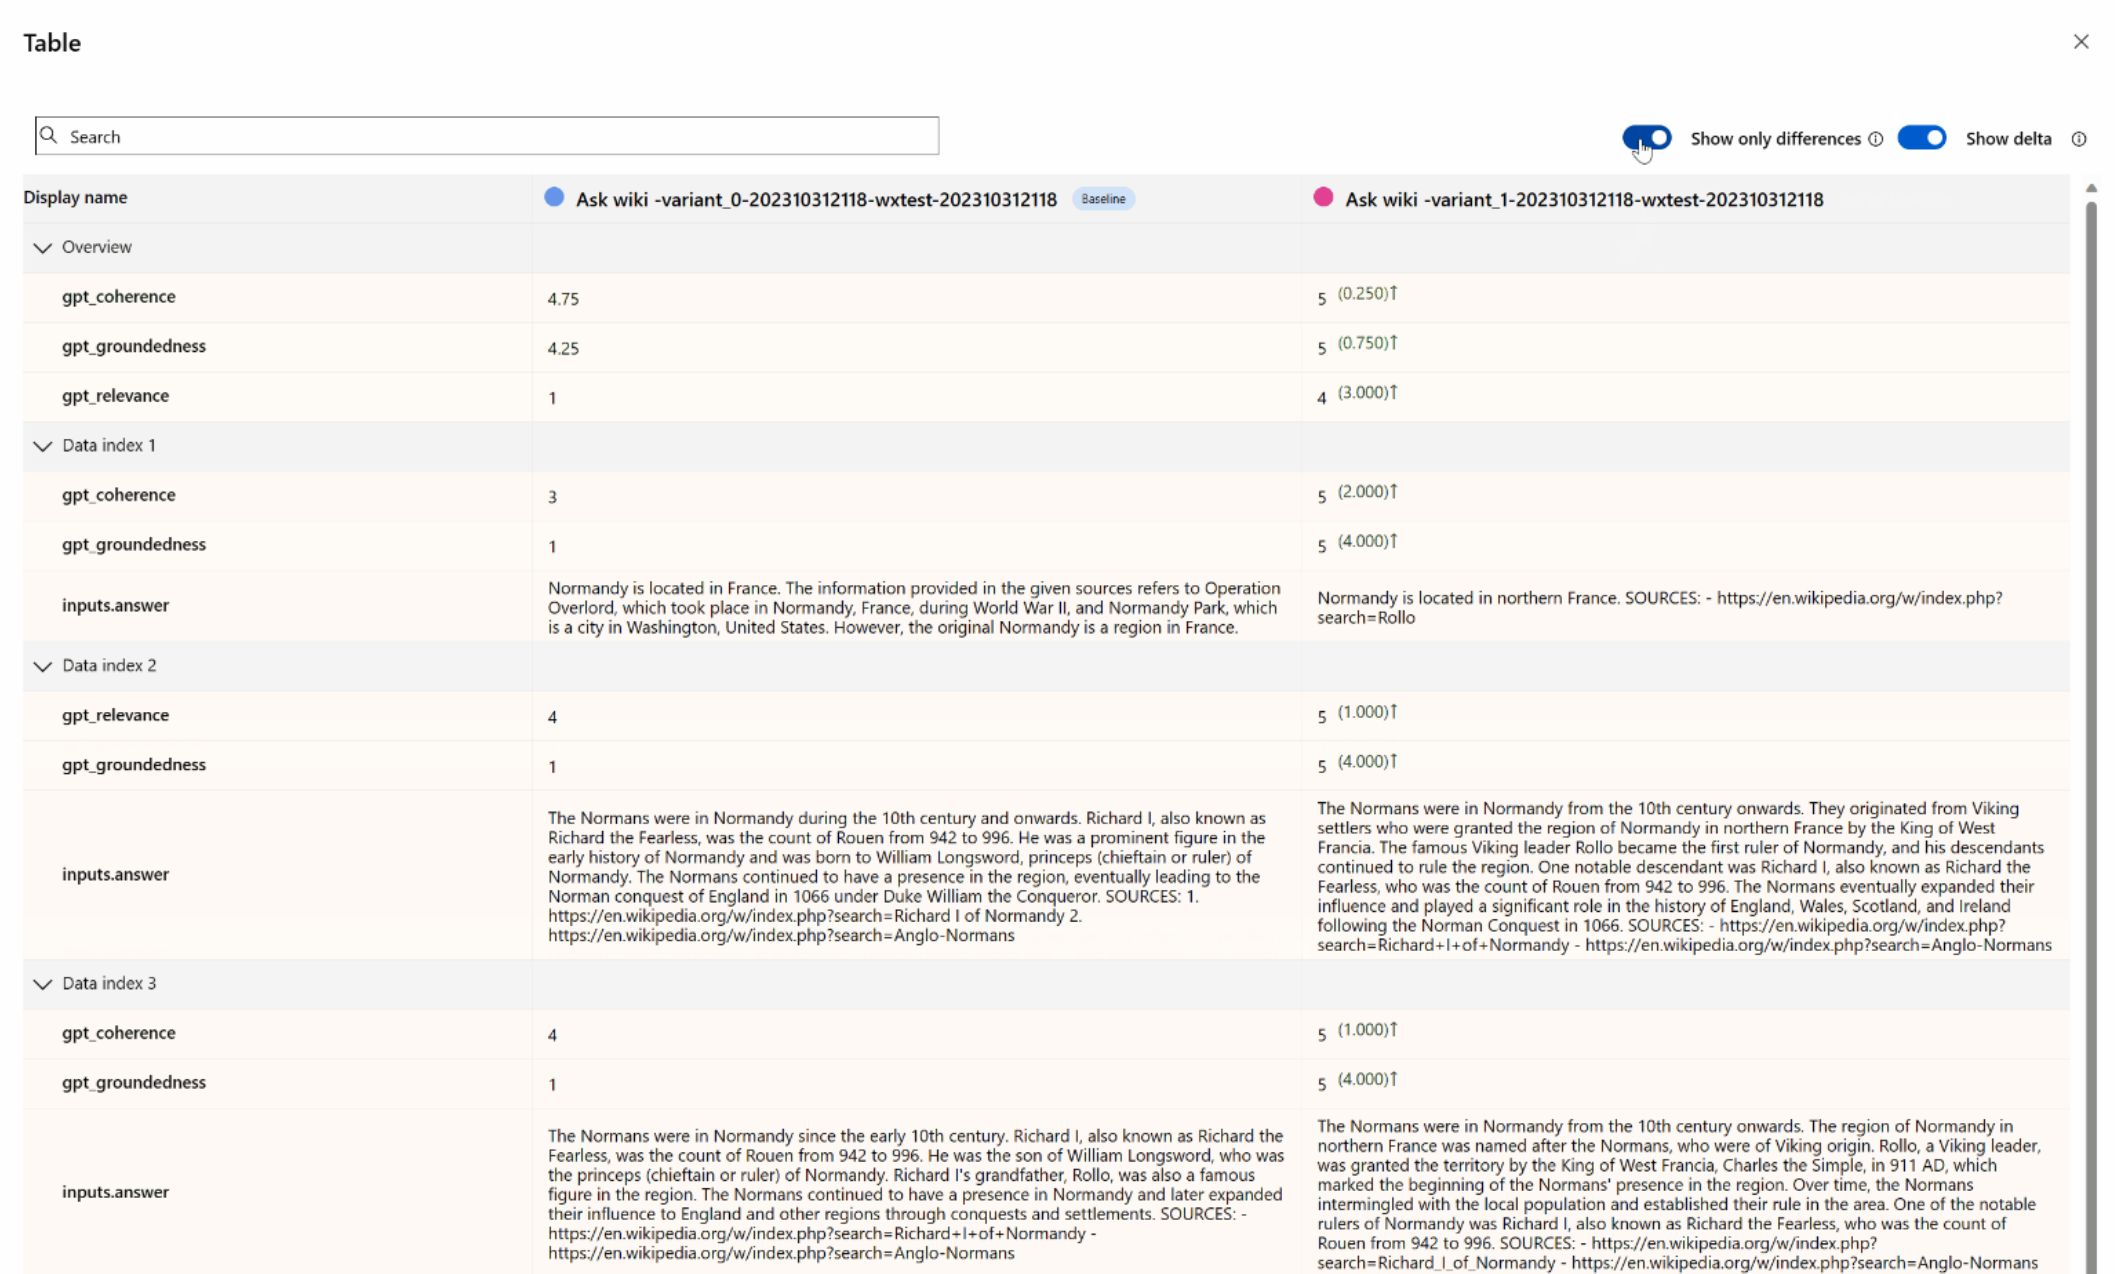 Table
Search
Show only differences
Show delta
Display name
Ask wiki -variant_0-202310312118-wxtest-202310312118
Baseline
Ask wiki -variant_1-202310312118-wxtest-202310312118
Overview
gpt_coherence
4.75
5 (0.250)↑
gpt_groundedness
4.25
5 (0.750)↑
gpt_relevance
1
4 (3.000)↑
Data index 1
gpt_coherence
3
5 (2.000)↑
gpt_groundedness
1
5 (4.000)↑
inputs.answer
Normandy is located in France. The information provided in the given sources refers to Operation
Overlord, which took place in Normandy, France, during World War II, and Normandy Park, which
is a city in Washington, United States. However, the original Normandy is a region in France.
Normandy is located in northern France. SOURCES: - https://en.wikipedia.org/w/index.php?
search=Rollo
Data index 2
gpt_relevance
4
5 (1.000)↑
gpt_groundedness
1
5 (4.000)↑
inputs.answer
The Normans were in Normandy during the 10th century and onwards. Richard I, also known as
Richard the Fearless, was the count of Rouen from 942 to 996. He was a prominent figure in the
early history of Normandy and was born to William Longsword, princeps (chieftain or ruler) of
Normandy. The Normans continued to have a presence in the region, eventually leading to the
Norman conquest of England in 1066 under Duke William the Conqueror. SOURCES: 1.
https://en.wikipedia.org/w/index.php?search=Richard I of Normandy 2.
https://en.wikipedia.org/w/index.php?search=Anglo-Normans
The Normans were in Normandy from the 10th century onwards. They originated from Viking
settlers who were granted the region of Normandy in northern France by the King of West
Francia. The famous Viking leader Rollo became the first ruler of Normandy, and his descendants
continued to rule the region. One notable descendant was Richard I, also known as Richard the
Fearless, who was the count of Rouen from 942 to 996. The Normans eventually expanded their
influence and played a significant role in the history of England, Wales, Scotland, and Ireland
following the Norman Conquest in 1066. SOURCES: - https://en.wikipedia.org/w/index.php?
search=Richard+I+of+Normandy - https://en.wikipedia.org/w/index.php?search=Anglo-Normans
Data index 3
gpt_coherence
4
5 (1.000)↑
gpt_groundedness
1
5 (4.000)↑
inputs.answer
The Normans were in Normandy since the early 10th century. Richard I, also known as Richard the
Fearless, was the count of Rouen from 942 to 996. He was the son of William Longsword, who was
the princeps (chieftain or ruler) of Normandy. Richard I's grandfather, Rollo, was also a famous
figure in the region. The Normans continued to have a presence in Normandy and later expanded
their influence to England and other regions through conquests and settlements. SOURCES: -
https://en.wikipedia.org/w/index.php?search=Richard+I+of+Normandy -
https://en.wikipedia.org/w/index.php?search=Anglo-Normans
The Normans were in Normandy from the 10th century onwards. The region of Normandy in
northern France was named after the Normans, who were of Viking origin. Rollo, a Viking leader,
was granted the territory by the King of West Francia, Charles the Simple, in 911 AD, which
marked the beginning of the Normans' presence in the region. Over time, the Normans
intermingled with the local population and established their rule in the area. One of the notable
rulers of Normandy was Richard I, also known as Richard the Fearless, who was the count of
Rouen from 942 to 996. SOURCES: - https://en.wikipedia.org/w/index.php?
search=Richard_I_of_Normandy - https://en.wikipedia.org/w/index.php?search=Anglo-Normans